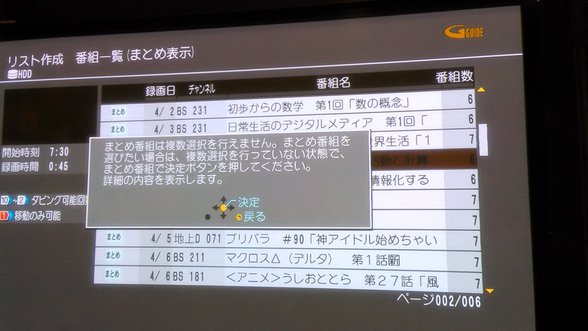 リスト作成 番組一覧(まとめ表示)
HDD
G-GUIDE
録画日 チャンネル 番組名 番組数
まとめ 4/ 2 BS 231 初歩からの数学 第1回「数の概念」 6
まとめ 4/ 3 BS 231 日常生活のデジタルメディア 第1回「 6
界生活「1 6
開始時刻 7:30
録画時間 0:45
まとめ番組は複数選択を行えません。まとめ番組を
選びたい場合は、複数選択を行っていない状態で、
まとめ番組で決定ボタンを押してください。
詳細の内容を表示します。
決定
戻る
情報化する 6
ダビング可能回
移動のみ可能
7
まとめ 4/ 5 地上D 071 プリパラ #90「神アイドル始めちゃい 7
まとめ 4/ 6 BS 211 マクロスΔ(デルタ) 第1話新 7
まとめ 4/ 6 BS 181 <アニメ>うしおととら 第27話「風 7
ページ002/006